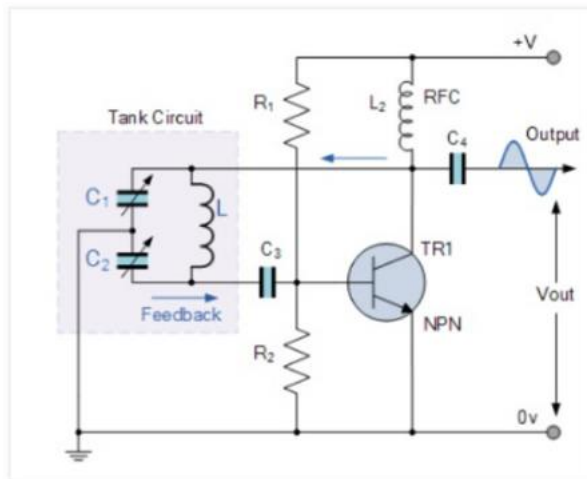 +V
R1
L2
RFC
Tank Circuit
C4
Output
C1
L
C2
C3
TR1
Feedback
Vout
NPN
R2
0v